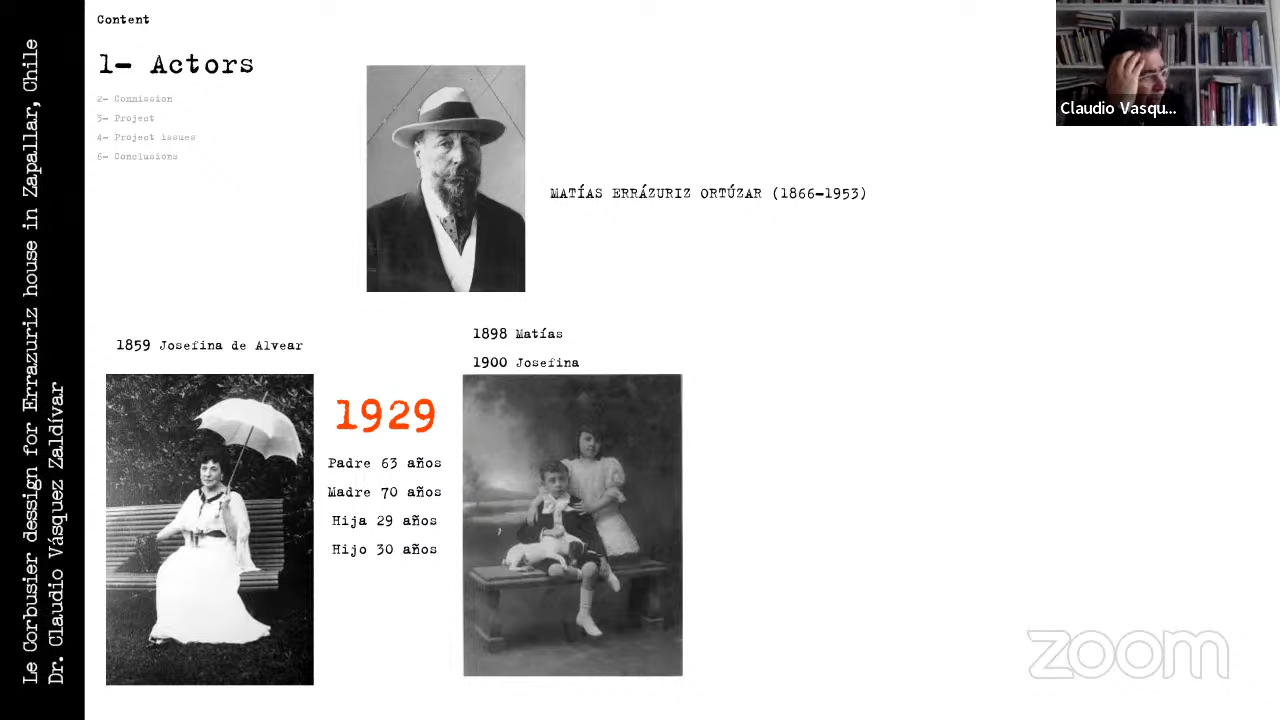 Content
1- Actors
2- Commission
3- Project
4- Project issues
6- Conclusions
MATÍAS ERRÁZURIZ ORTÚZAR (1866-1953)
1859 Josefina de Alvear
1898 Matías
1900 Josefina
1929
Padre 63 años
Madre 70 años
Hija 29 años
Hijo 30 años
Le Corbusier dessign for Errazuriz house in Zapallar, Chile
Dr. Claudio Vásquez Zaldívar
Claudio Vasqu...
zoom